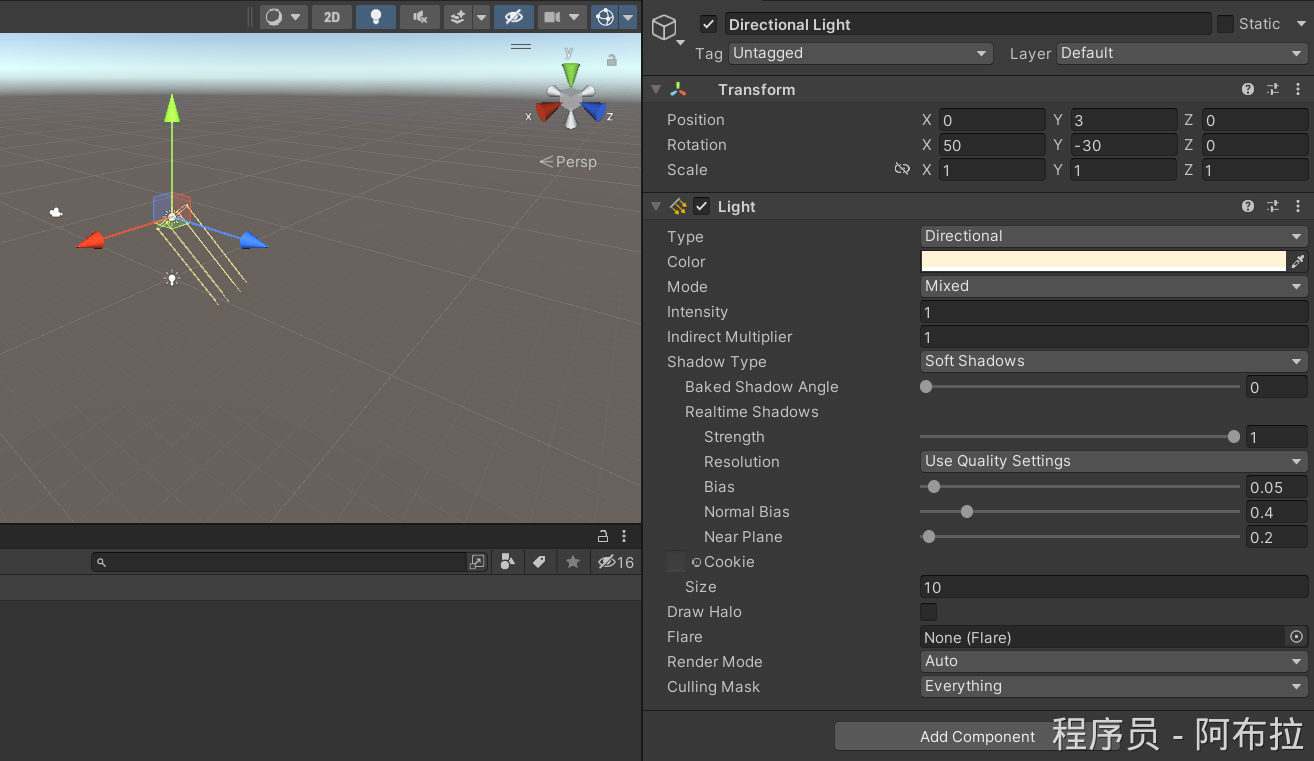 2D
y
x
z
Persp
16
Directional Light
Static
Tag Untagged Layer Default
Transform
Position X 0 Y 3 Z 0
Rotation X 50 Y -30 Z 0
Scale X 1 Y 1 Z 1
Light
Type Directional
Color
Mode Mixed
Intensity 1
Indirect Multiplier 1
Shadow Type Soft Shadows
Baked Shadow Angle 0
Realtime Shadows
Strength 1
Resolution Use Quality Settings
Bias 0.05
Normal Bias 0.4
Near Plane 0.2
Cookie
Size 10
Draw Halo
Flare None (Flare)
Render Mode Auto
Culling Mask Everything
Add Component
程序员 - 阿布拉